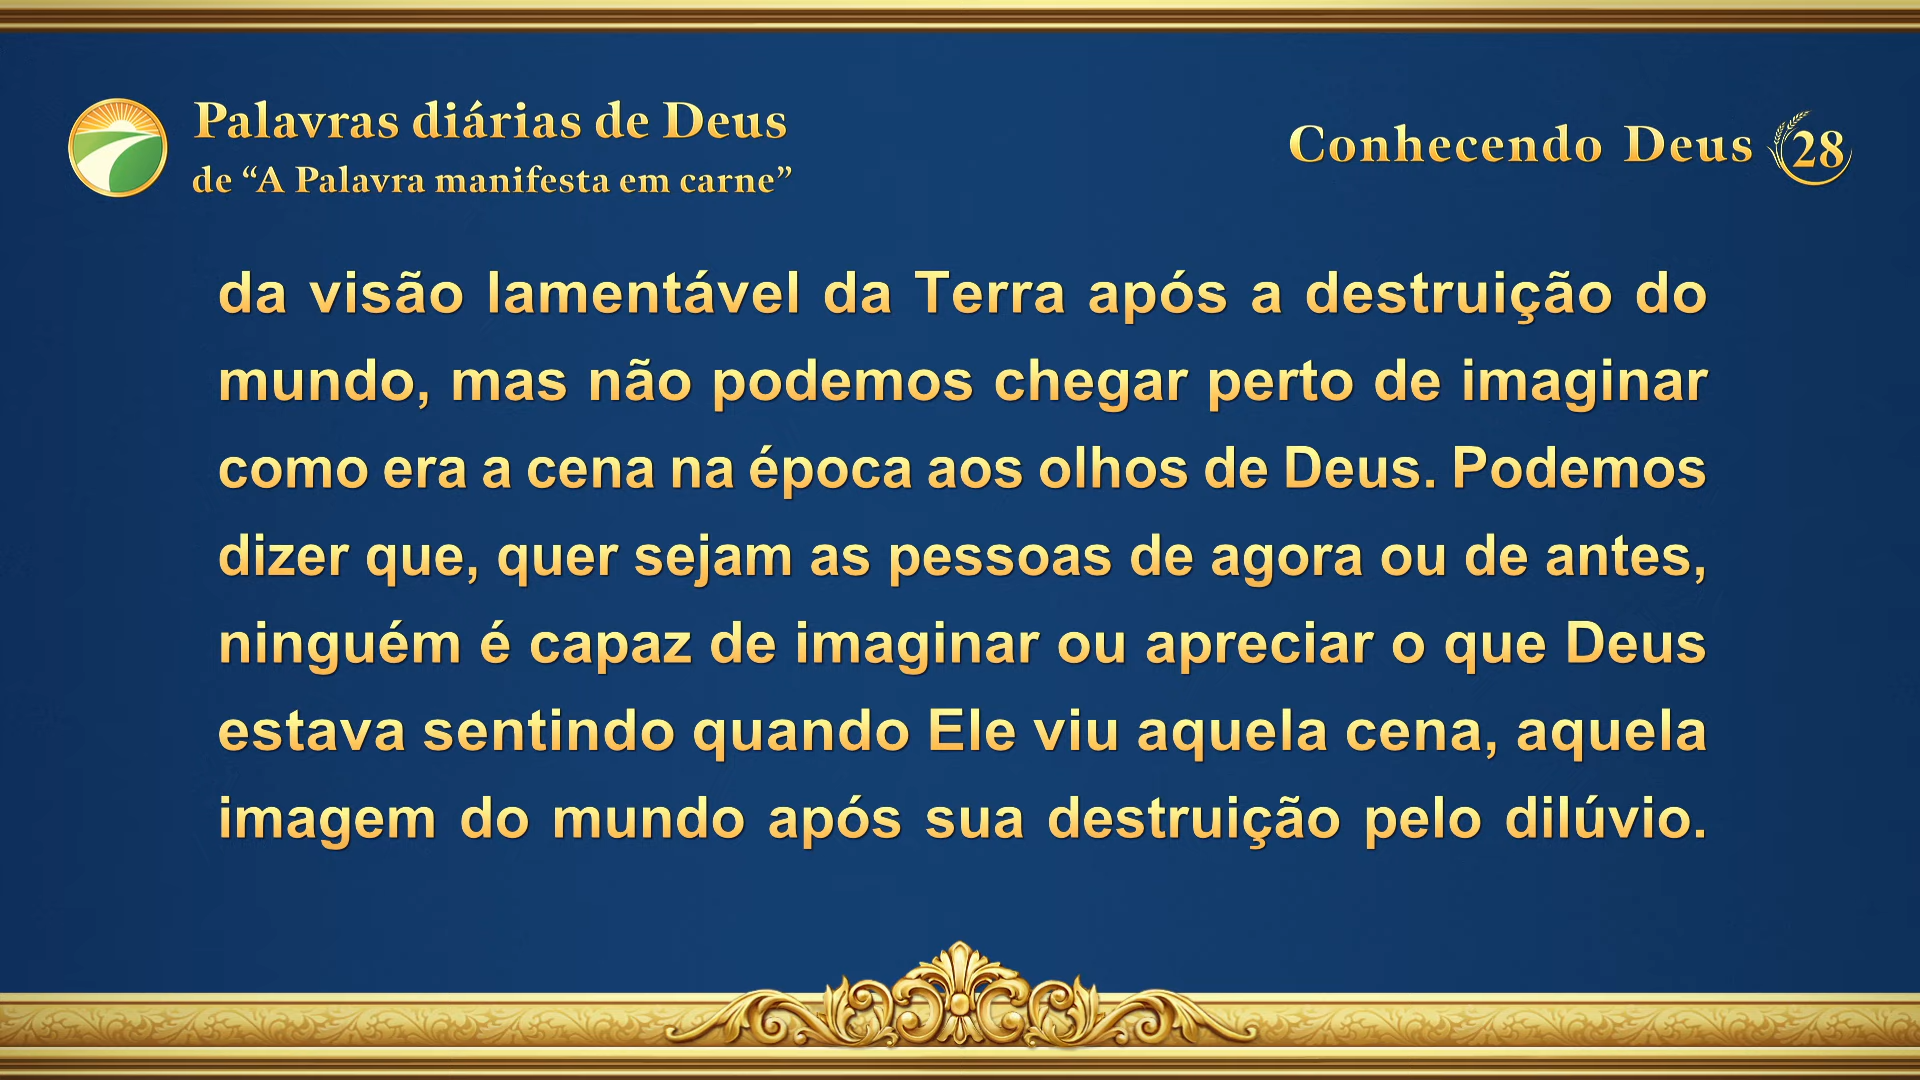 Palavras diárias de Deus
de “A Palavra manifesta em carne”
Conhecendo Deus 28
da visão lamentável da Terra após a destruição do
mundo, mas não podemos chegar perto de imaginar
como era a cena na época aos olhos de Deus. Podemos
dizer que, quer sejam as pessoas de agora ou de antes,
ninguém é capaz de imaginar ou apreciar o que Deus
estava sentindo quando Ele viu aquela cena, aquela
imagem do mundo após sua destruição pelo dilúvio.